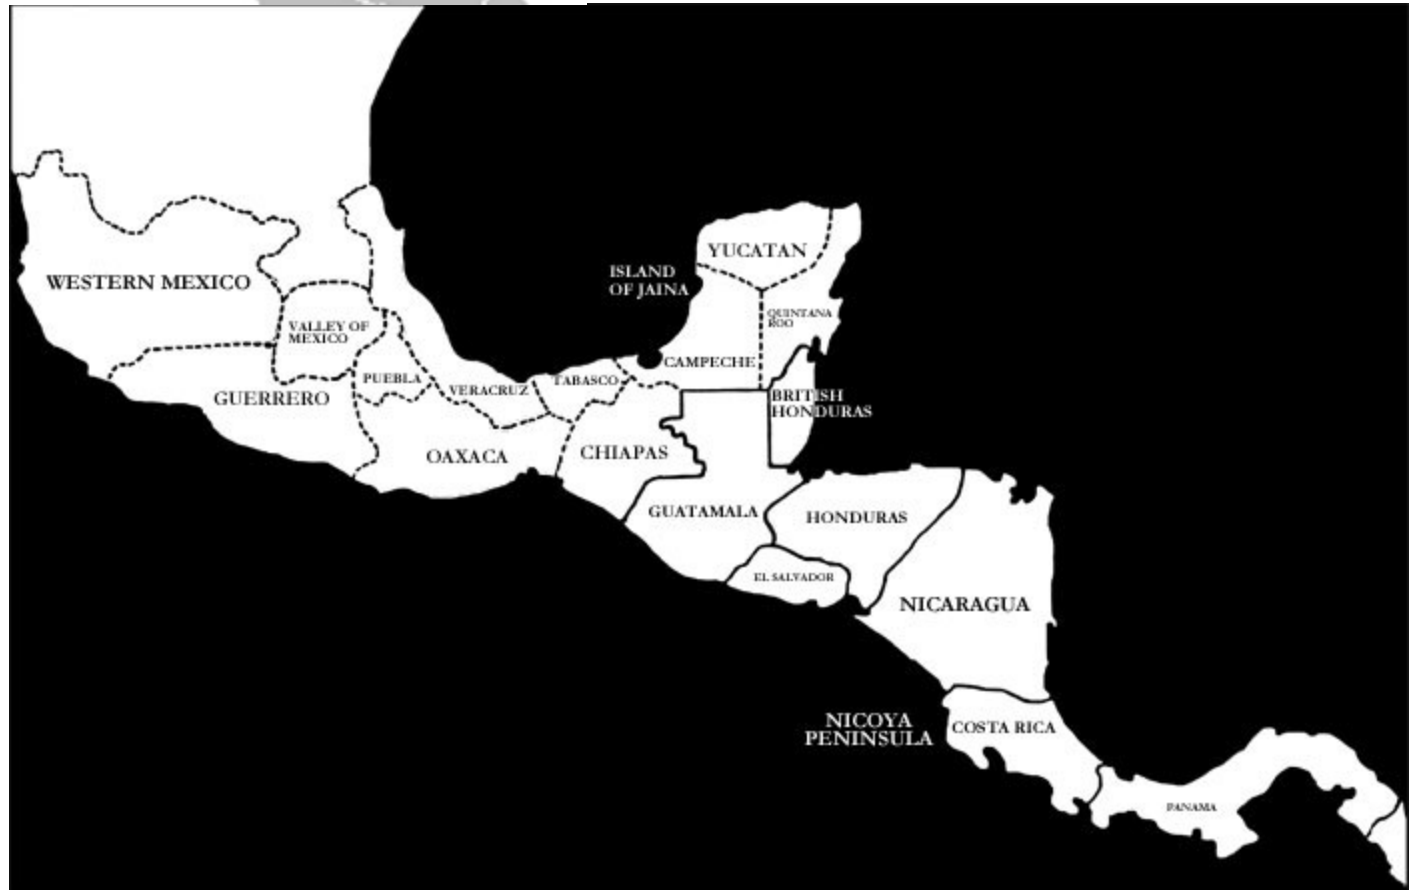 YUCATAN
ISLAND
OF JAINA
WESTERN MEXICO
QUINTANA
ROO
VALLEY OF
MEXICO
CAMPECHE
PUEBLA
TABASCO
VERACRUZ
GUERRERO
BRITISH
HONDURAS
OAXACA
CHIAPAS
GUATAMALA
HONDURAS
EL SALVADOR
NICARAGUA
NICOYA
PENINSULA
COSTA RICA
PANAMA